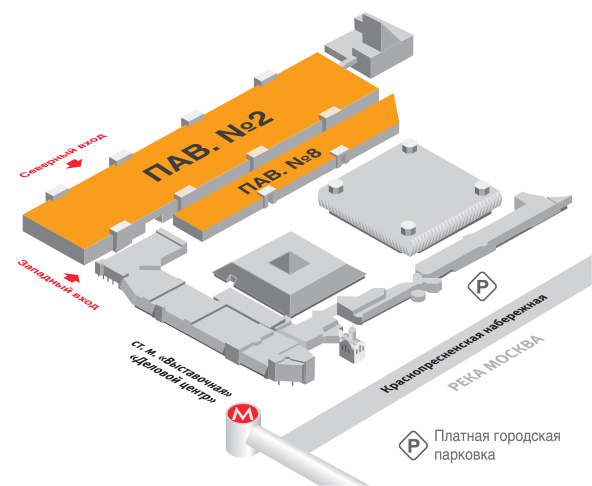 ПАВ. №2
ПАВ. №8
Северный вход
Западный вход
ст. м. «Выставочная»
«Деловой центр»
М
P
Краснопресненская набережная
РЕКА МОСКВА
P
Платная городская
парковка